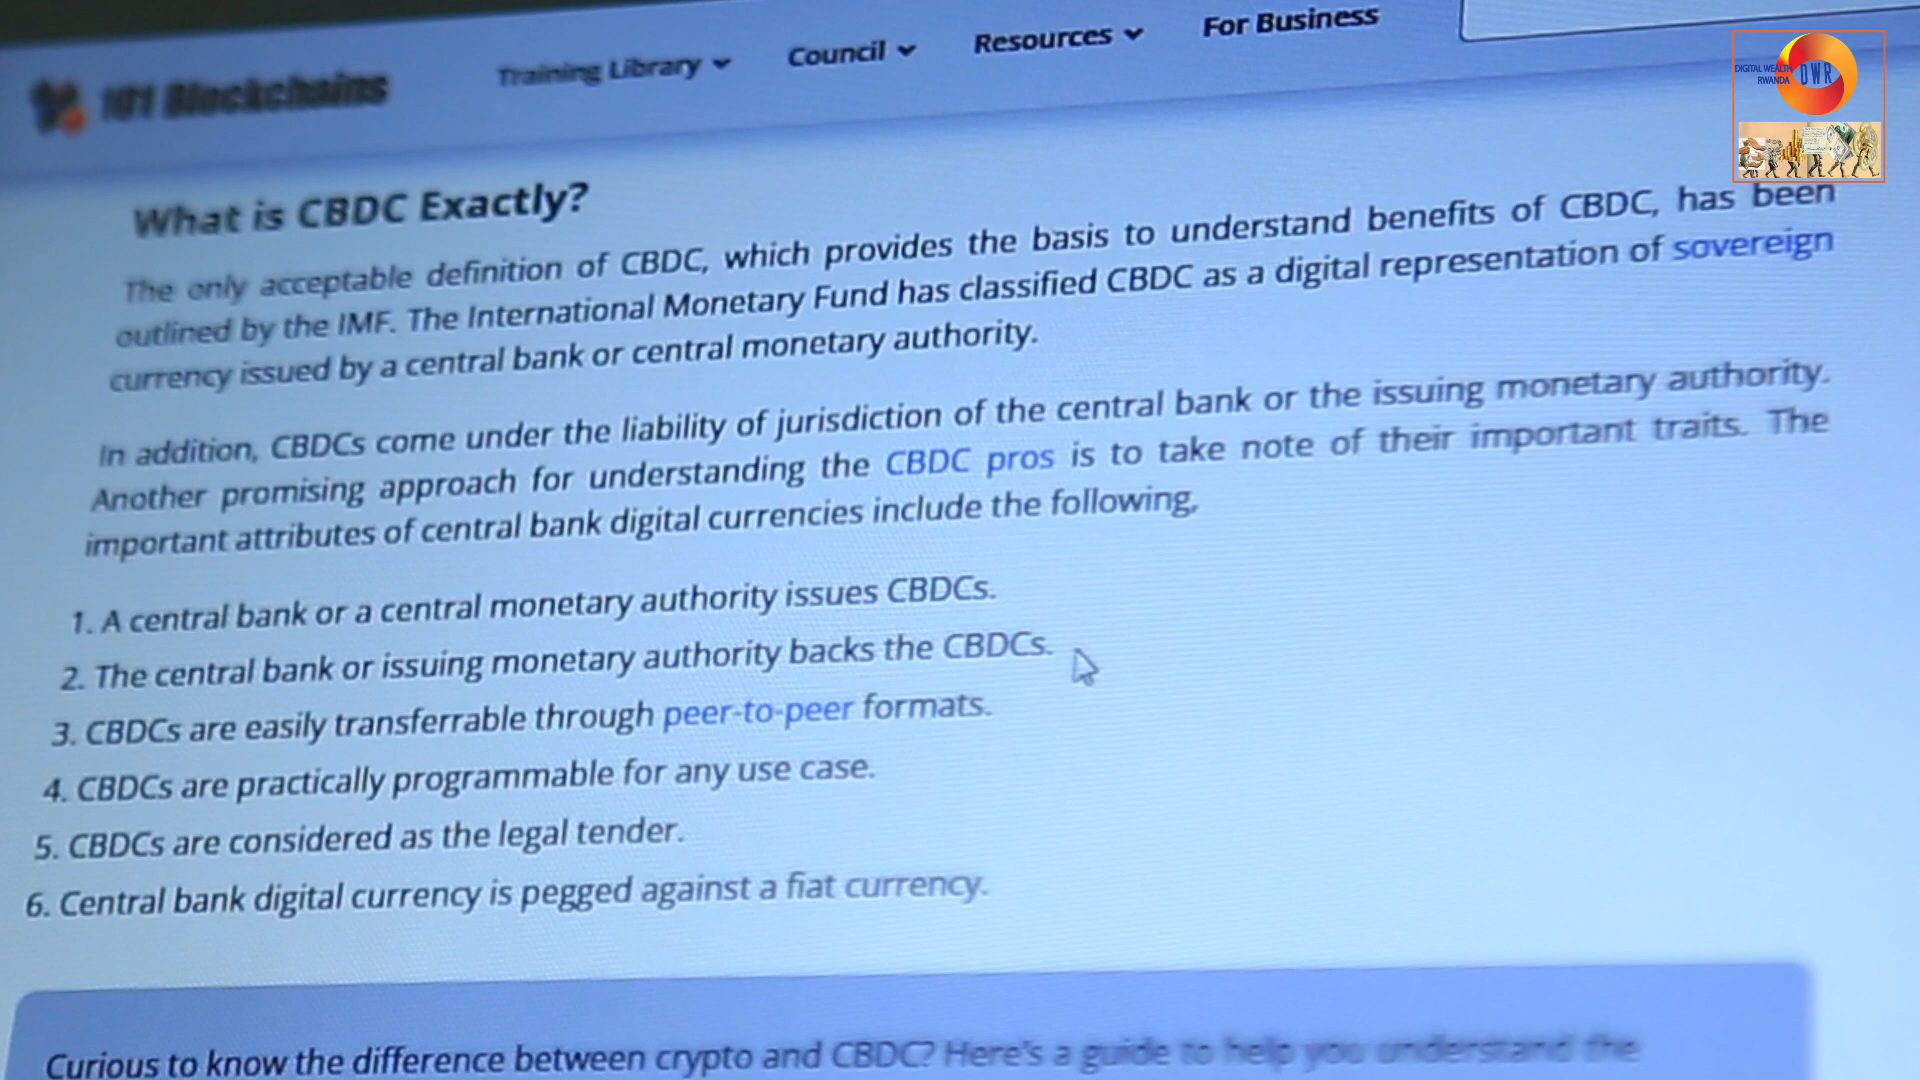 101 Blockchains
Training Library
Council
Resources
For Business
DIGITAL WEALTH
RWANDA
DWR
What is CBDC Exactly?
The only acceptable definition of CBDC, which provides the basis to understand benefits of CBDC, has been
outlined by the IMF. The International Monetary Fund has classified CBDC as a digital representation of sovereign
currency issued by a central bank or central monetary authority.
In addition, CBDCs come under the liability of jurisdiction of the central bank or the issuing monetary authority.
Another promising approach for understanding the CBDC pros is to take note of their important traits. The
important attributes of central bank digital currencies include the following,
1. A central bank or a central monetary authority issues CBDCs.
2. The central bank or issuing monetary authority backs the CBDCs.
3. CBDCs are easily transferrable through peer-to-peer formats.
4. CBDCs are practically programmable for any use case.
5. CBDCs are considered as the legal tender.
6. Central bank digital currency is pegged against a fiat currency.
Curious to know the difference between crypto and CBDC? Here's a guide to help you understand the